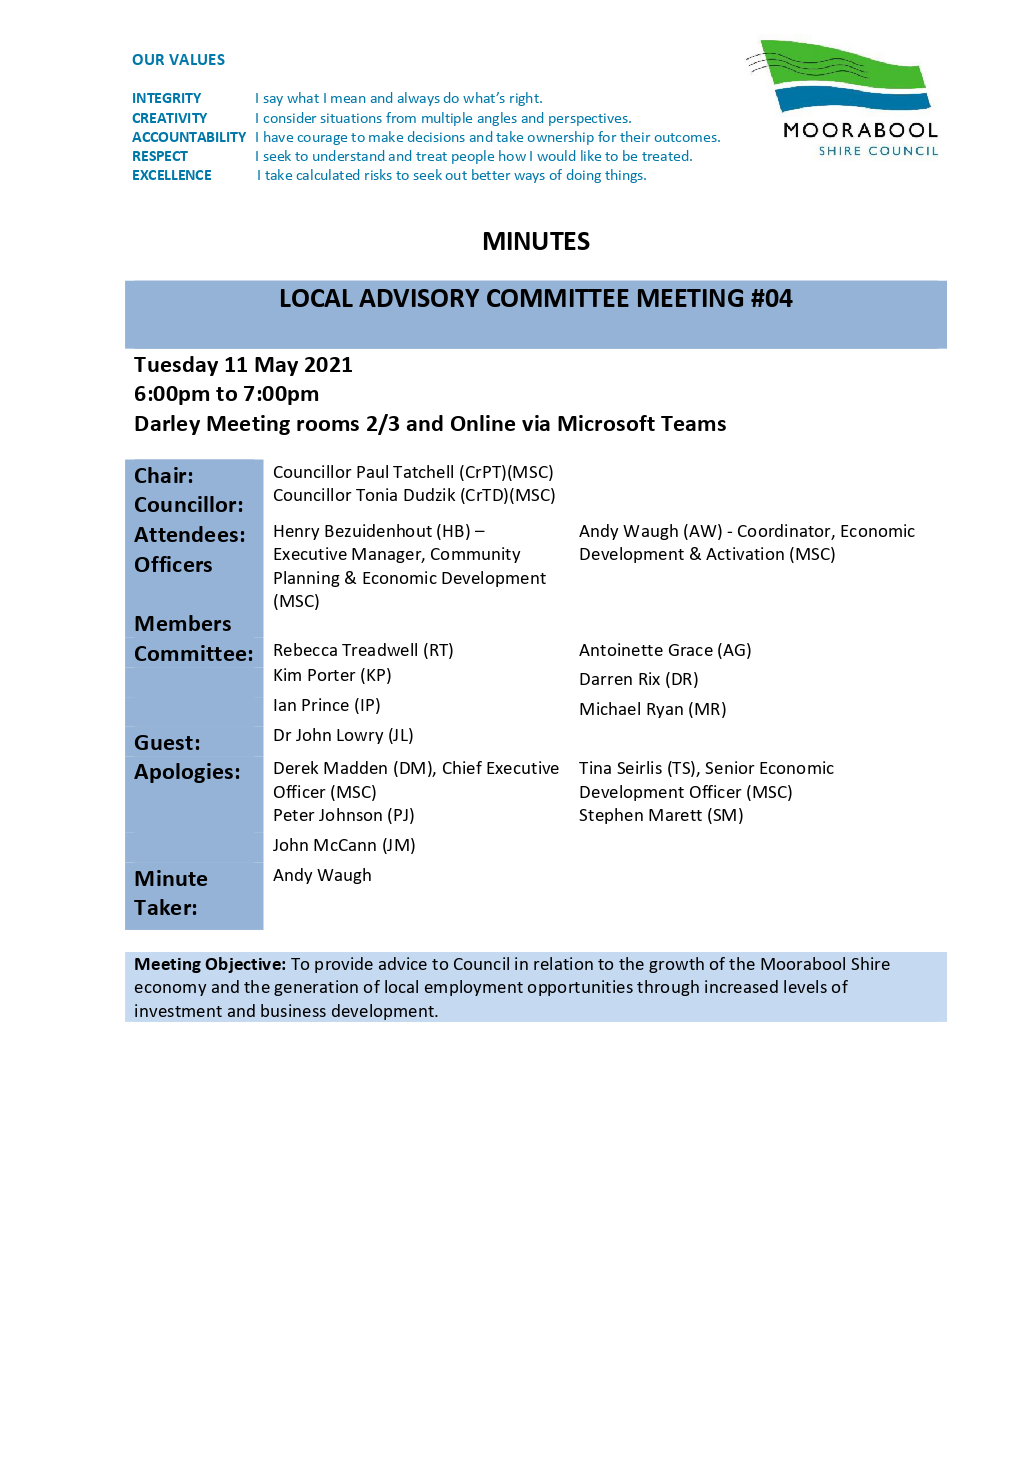 OUR VALUES
INTEGRITY I say what I mean and always do what's right.
CREATIVITY I consider situations from multiple angles and perspectives.
ACCOUNTABILITY I have courage to make decisions and take ownership for their outcomes.
RESPECT I seek to understand and treat people how I would like to be treated.
EXCELLENCE I take calculated risks to seek out better ways of doing things.
MOORABOOL
SHIRE COUNCIL
MINUTES
LOCAL ADVISORY COMMITTEE MEETING #04
Tuesday 11 May 2021
6:00pm to 7:00pm
Darley Meeting rooms 2/3 and Online via Microsoft Teams
Chair: Councillor Paul Tatchell (CrPT)(MSC)
Councillor: Councillor Tonia Dudzik (CrTD)(MSC)
Attendees: Henry Bezuidenhout (HB) – Andy Waugh (AW) - Coordinator, Economic
Officers Executive Manager, Community Development & Activation (MSC)
Planning & Economic Development
(MSC)
Members
Committee: Rebecca Treadwell (RT) Antoinette Grace (AG)
Kim Porter (KP) Darren Rix (DR)
Ian Prince (IP) Michael Ryan (MR)
Guest: Dr John Lowry (JL)
Apologies: Derek Madden (DM), Chief Executive Tina Seirlis (TS), Senior Economic
Officer (MSC) Development Officer (MSC)
Peter Johnson (PJ) Stephen Marett (SM)
John McCann (JM)
Minute Andy Waugh
Taker:
Meeting Objective: To provide advice to Council in relation to the growth of the Moorabool Shire
economy and the generation of local employment opportunities through increased levels of
investment and business development.